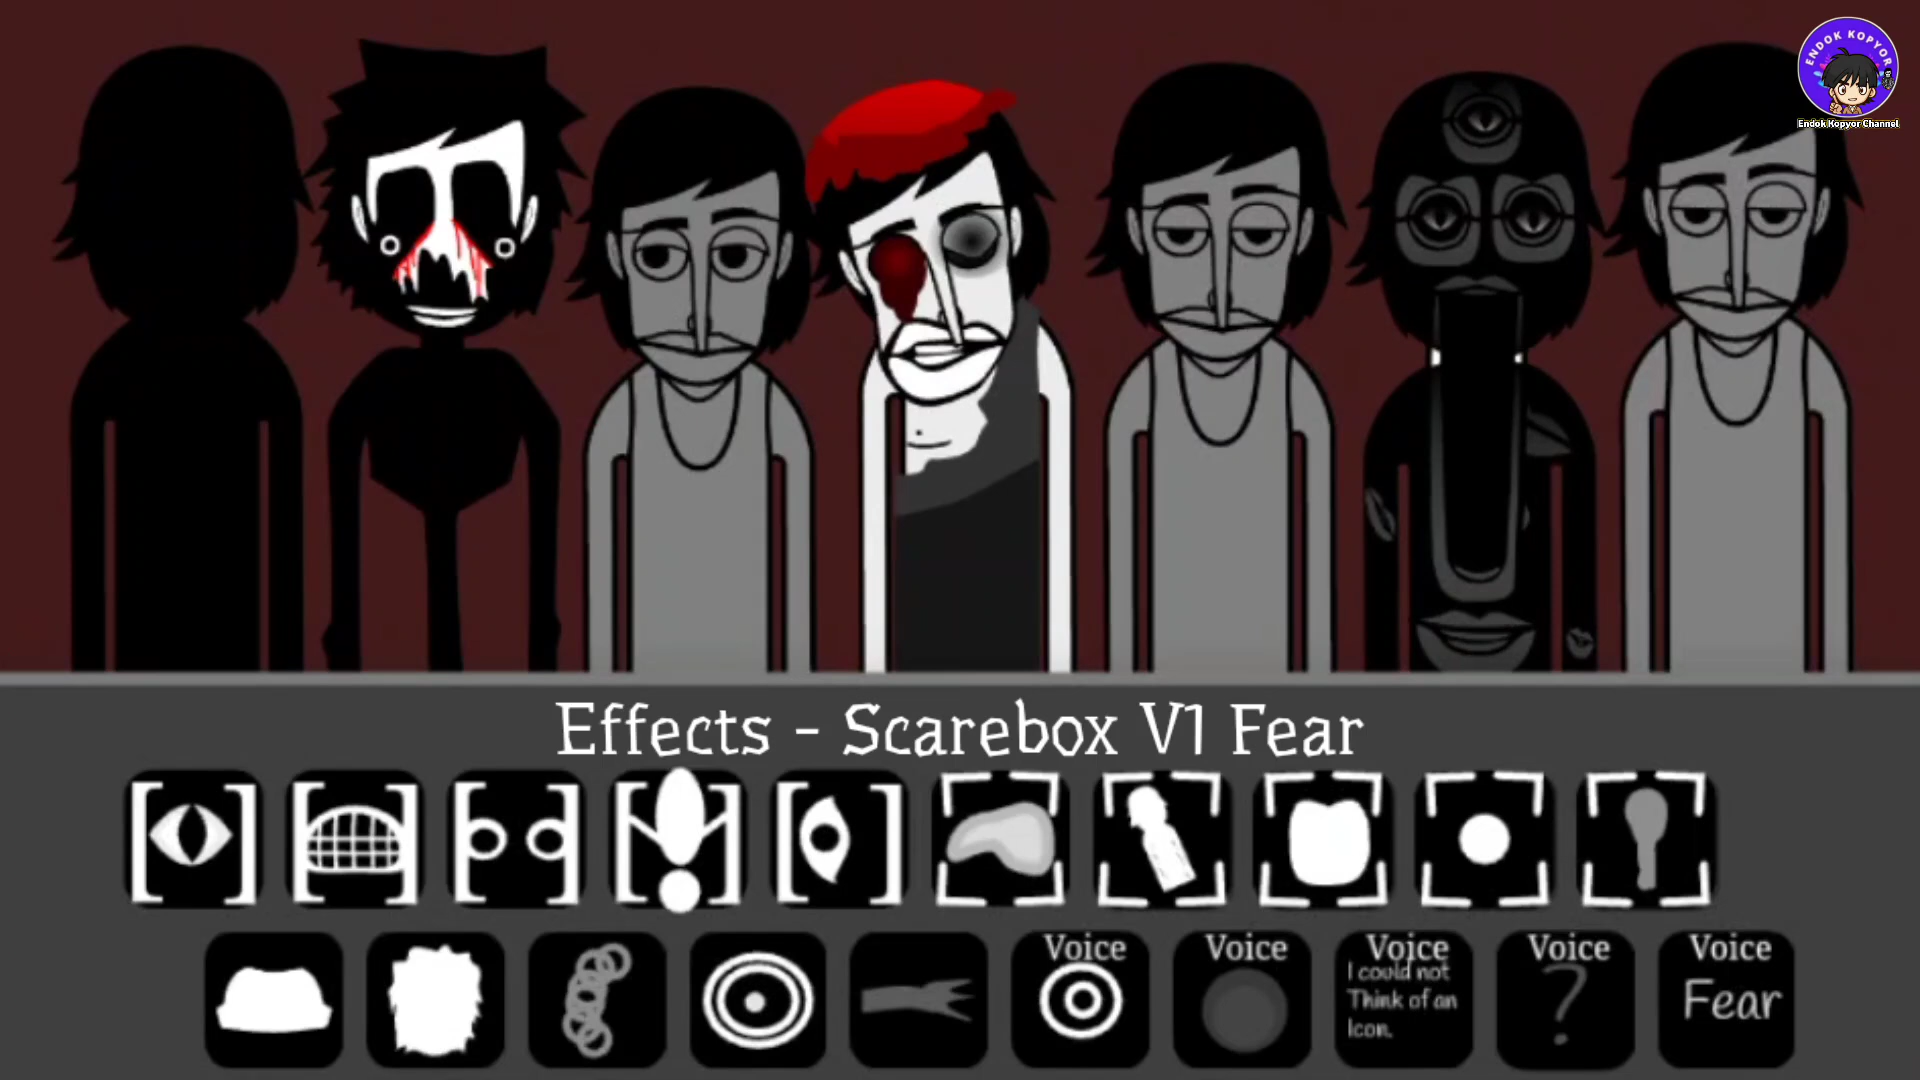 ENDOK KOPYOR
Endok Kopyor Channel
Effects - Scarebox V1 Fear
Voice
Voice
Voice
I could not
Think of an
Icon.
Voice
?
Voice
Fear